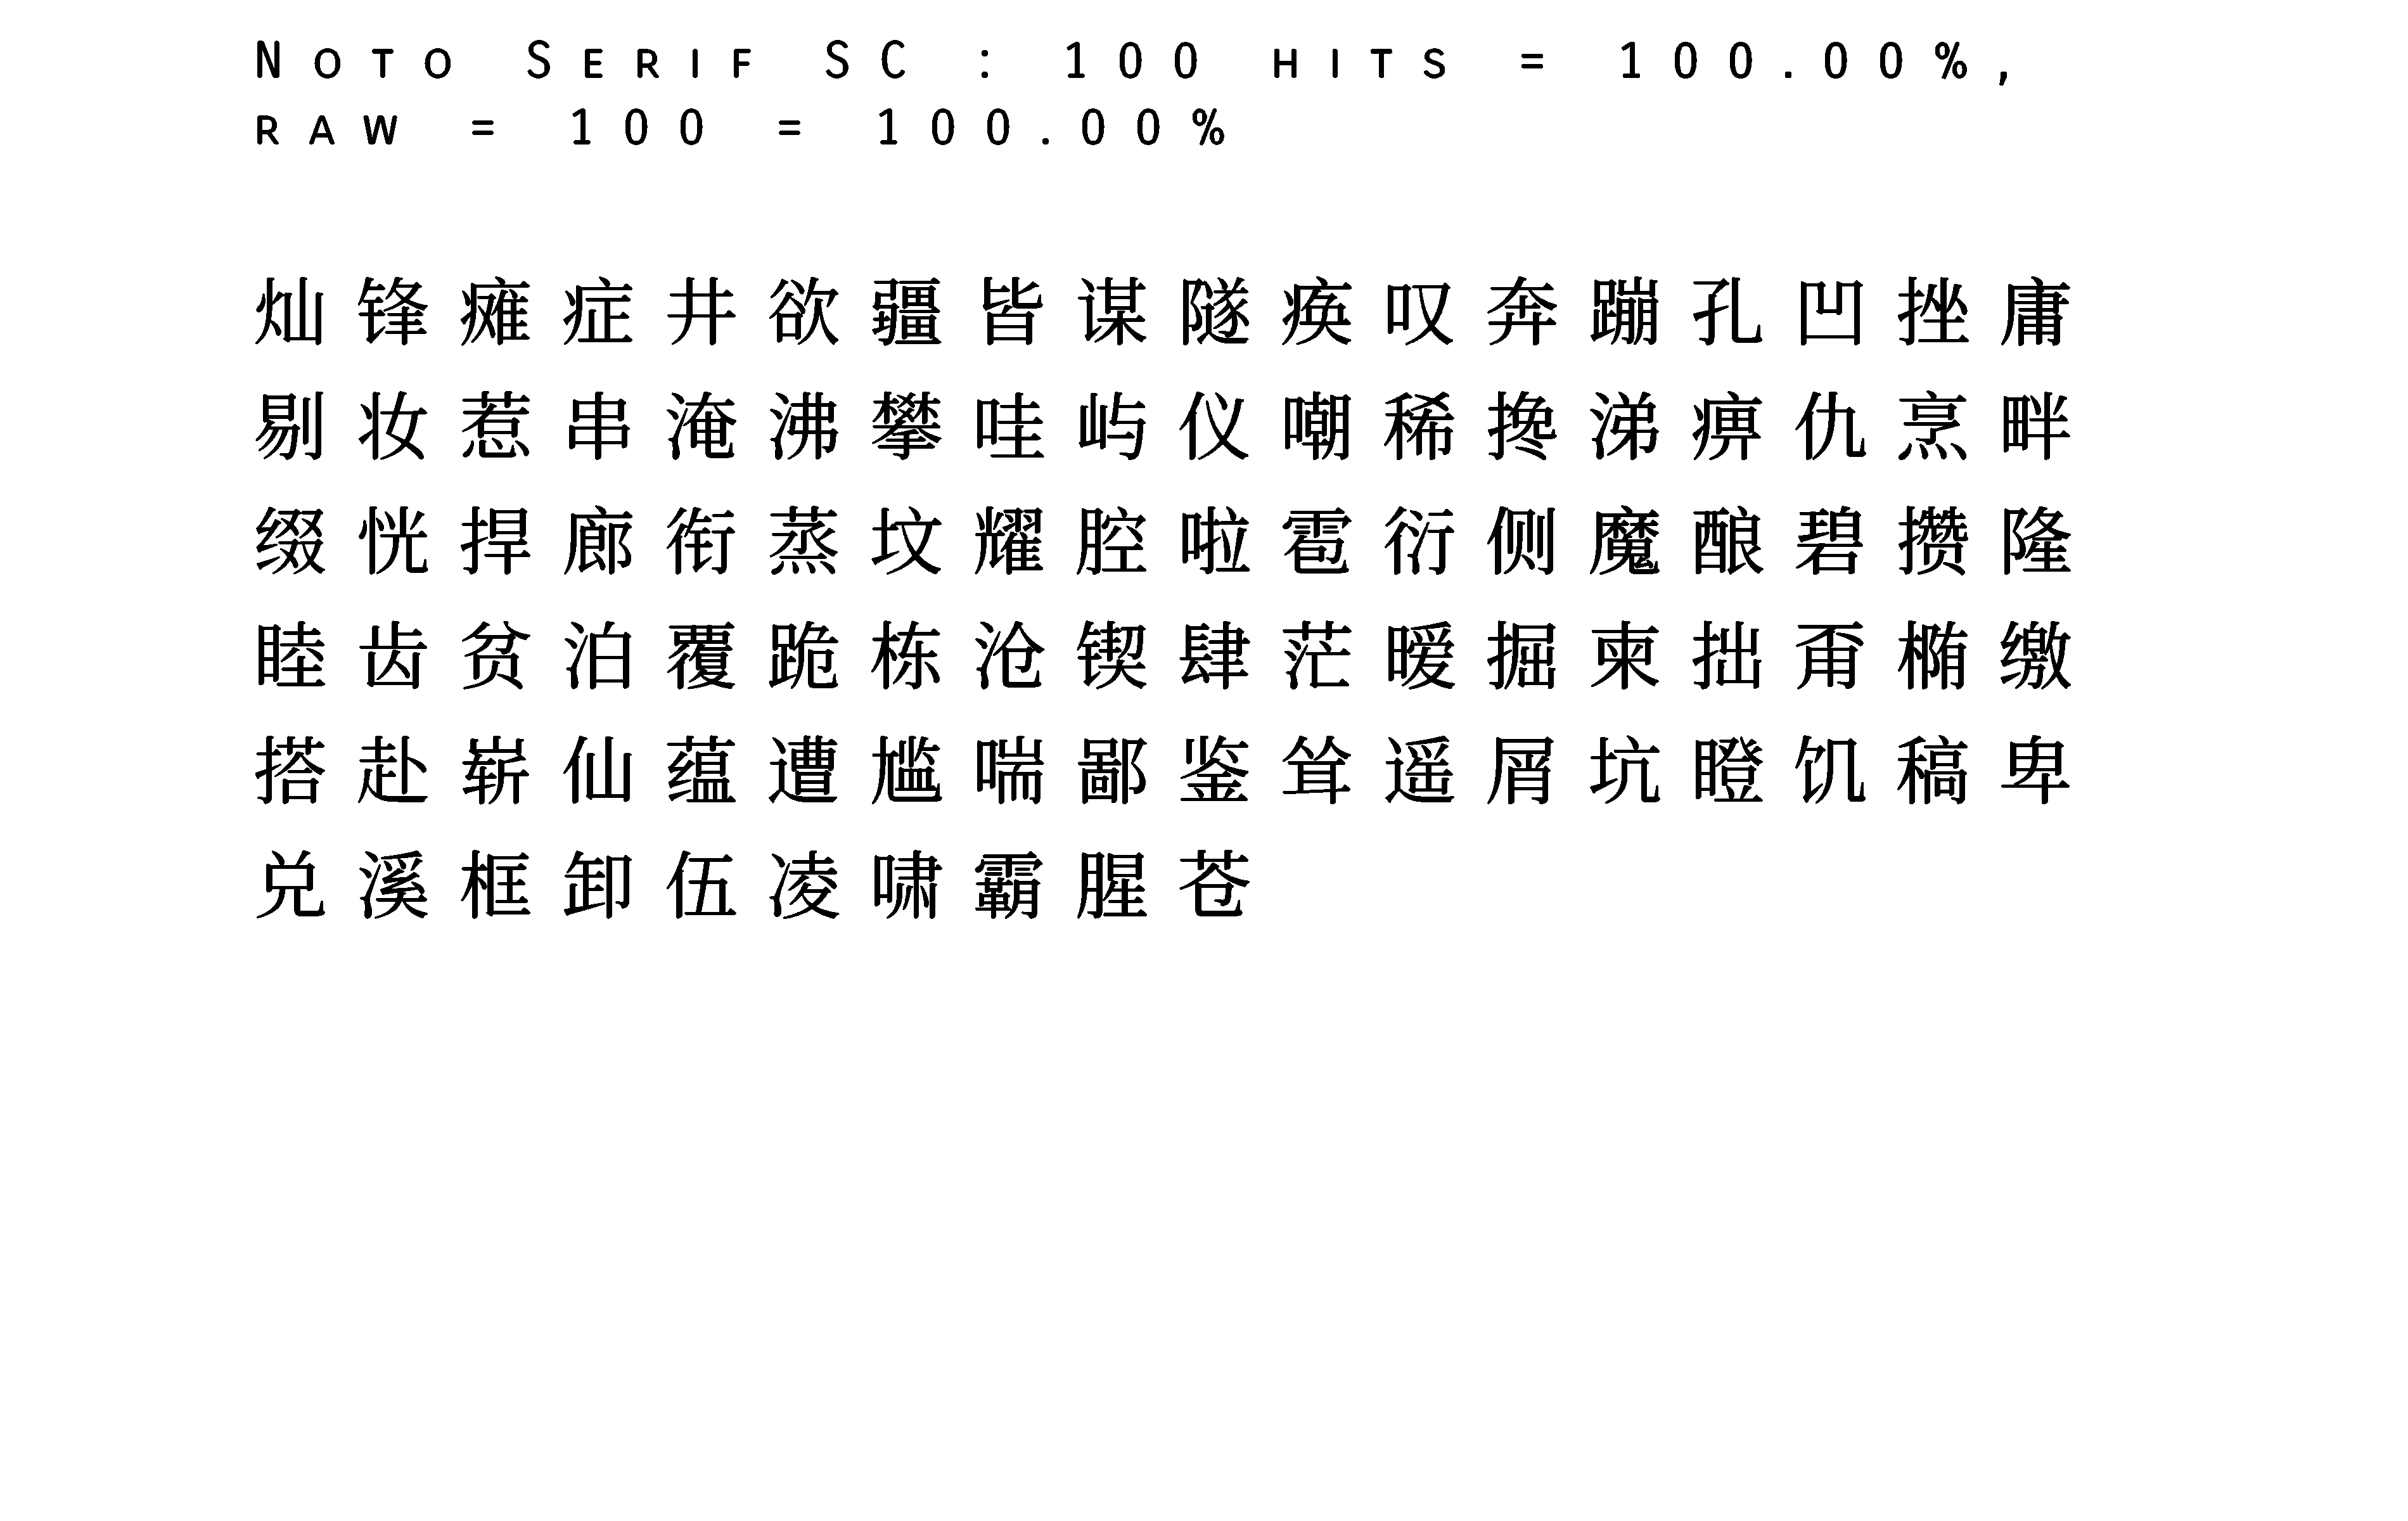 Noto Serif SC : 100 hits = 100.00%,
raw = 100 = 100.00%
灿锋瘫症井欲疆皆谋隧痪叹奔蹦孔凹挫庸
剔妆惹串淹沸攀哇屿仪嘲稀搀涕痹仇烹畔
缀恍捍廊衔蒸坟耀腔啦雹衍侧魔酿碧攒隆
睦齿贫泊覆跪栋沧锲肆茫暧掘柬拙甭椭缴
搭赴崭仙蕴遭尴喘鄙鉴耸遥屑坑瞪饥稿卑
兑溪框卸伍凌啸霸腥苍